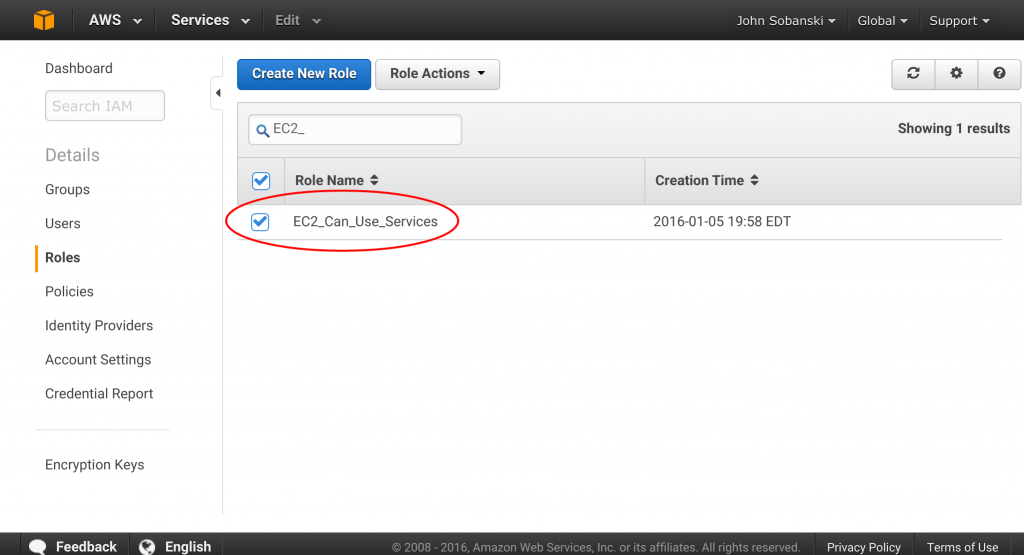 AWS Services Edit John Sobanski Global Support
Dashboard
Search IAM
Details
Groups
Users
Roles
Policies
Identity Providers
Account Settings
Credential Report
Encryption Keys
Create New Role Role Actions
EC2_ Showing 1 results
Role Name Creation Time
EC2_Can_Use_Services 2016-01-05 19:58 EDT
Feedback English © 2008 - 2016, Amazon Web Services, Inc. or its affiliates. All rights reserved. Privacy Policy Terms of Use